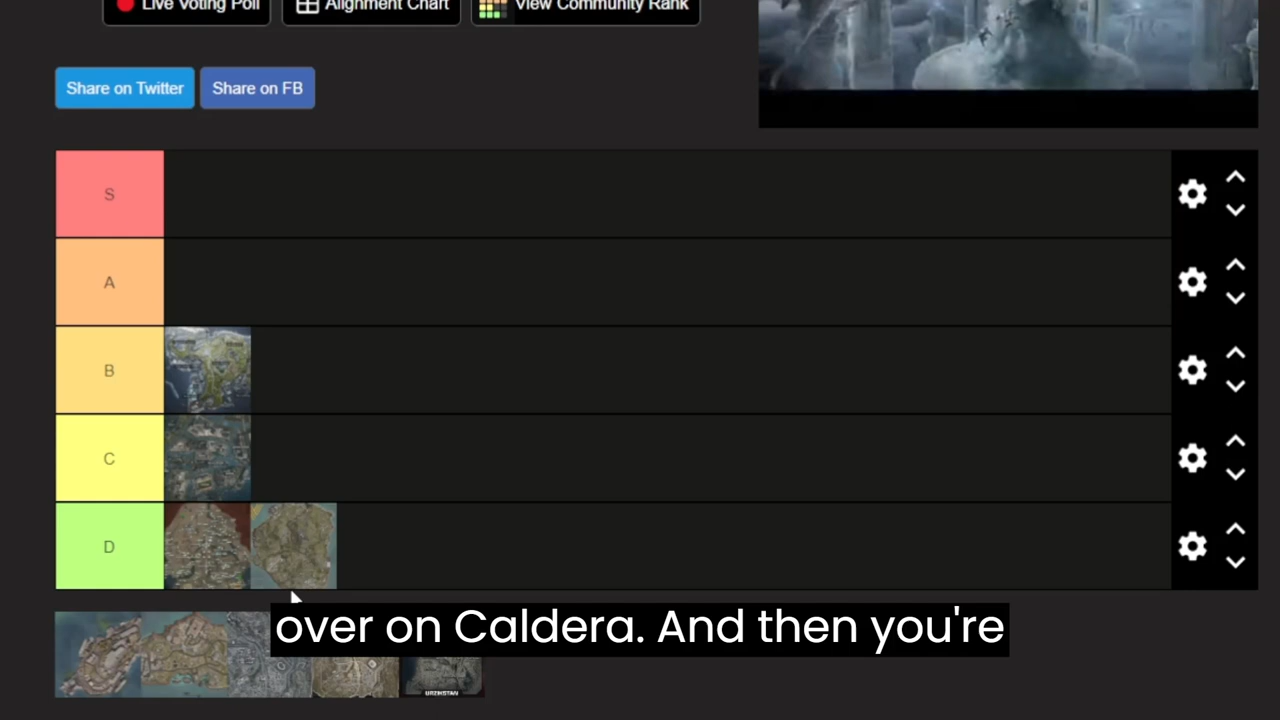 Live Voting Poll Alignment Chart View Community Rank
Share on Twitter Share on FB
S
A
B
C
D
over on Caldera. And then you're
URZIKSTAN